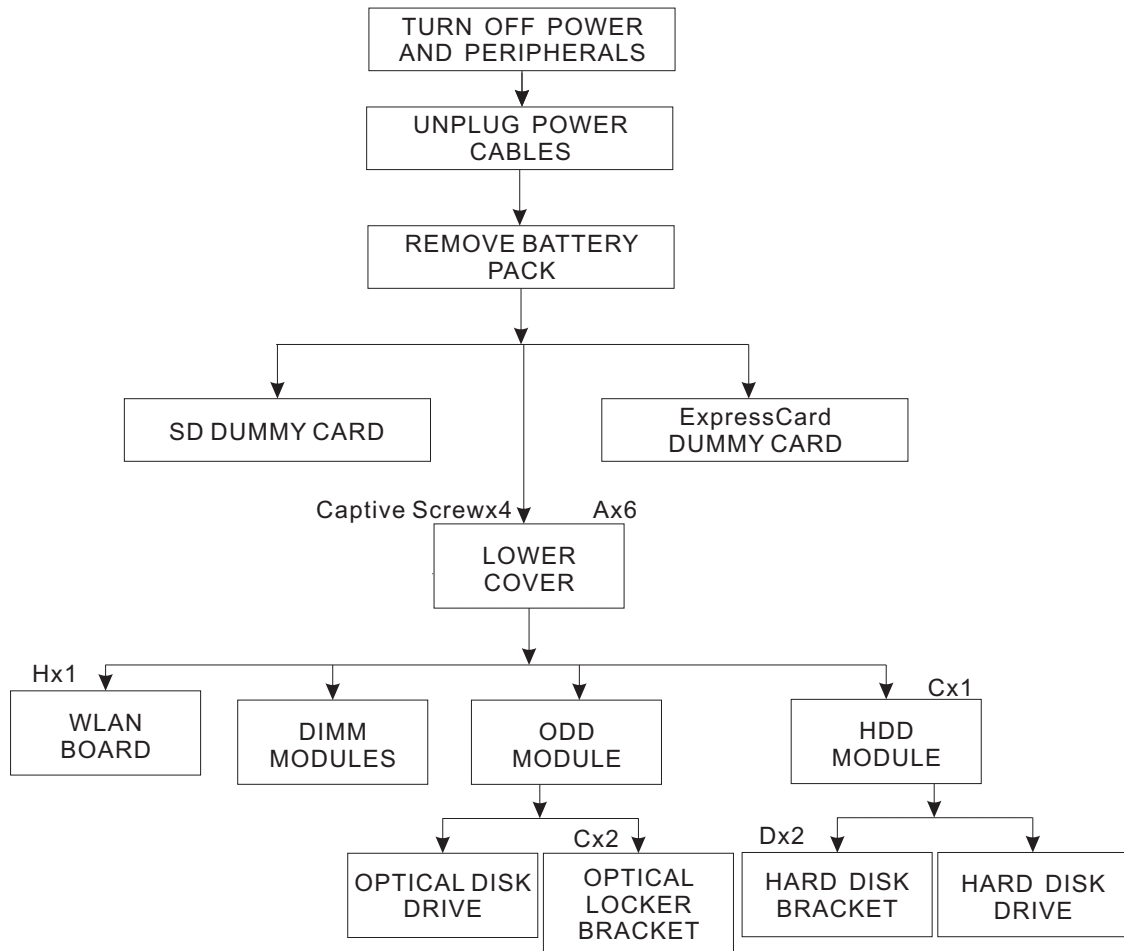 TURN OFF POWER
AND PERIPHERALS
UNPLUG POWER
CABLES
REMOVE BATTERY
PACK
SD DUMMY CARD
ExpressCard
DUMMY CARD
Captive Screwx4
Ax6
LOWER
COVER
Hx1
WLAN
BOARD
DIMM
MODULES
ODD
MODULE
Cx1
HDD
MODULE
OPTICAL DISK
DRIVE
Cx2
OPTICAL
LOCKER
BRACKET
Dx2
HARD DISK
BRACKET
HARD DISK
DRIVE